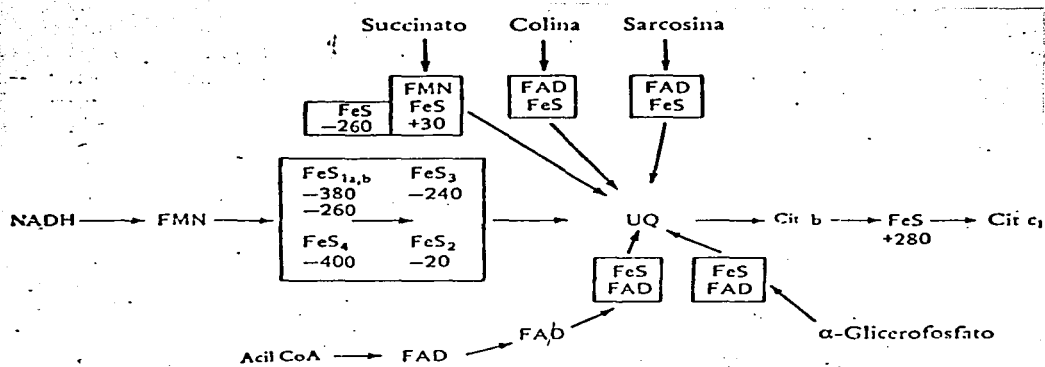 Succinato Colina Sarcosina
FMN FAD FAD
FeS FeS FeS FeS
−260 +30
FeS1a,b FeS3
−380 −240
−260
NADH FMN UQ Cit b FeS Cit c1
+280
FeS4 FeS2
−400 −20
FeS FeS
FAD FAD
FAD α-Glicerofosfato
Acil CoA FAD